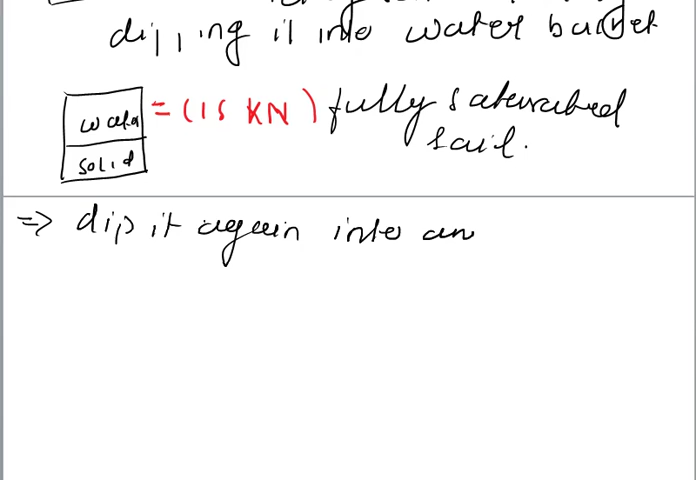 dipping it into water bucket
water = (15 KN) fully saturated
solid soil.
=> dip it again into an